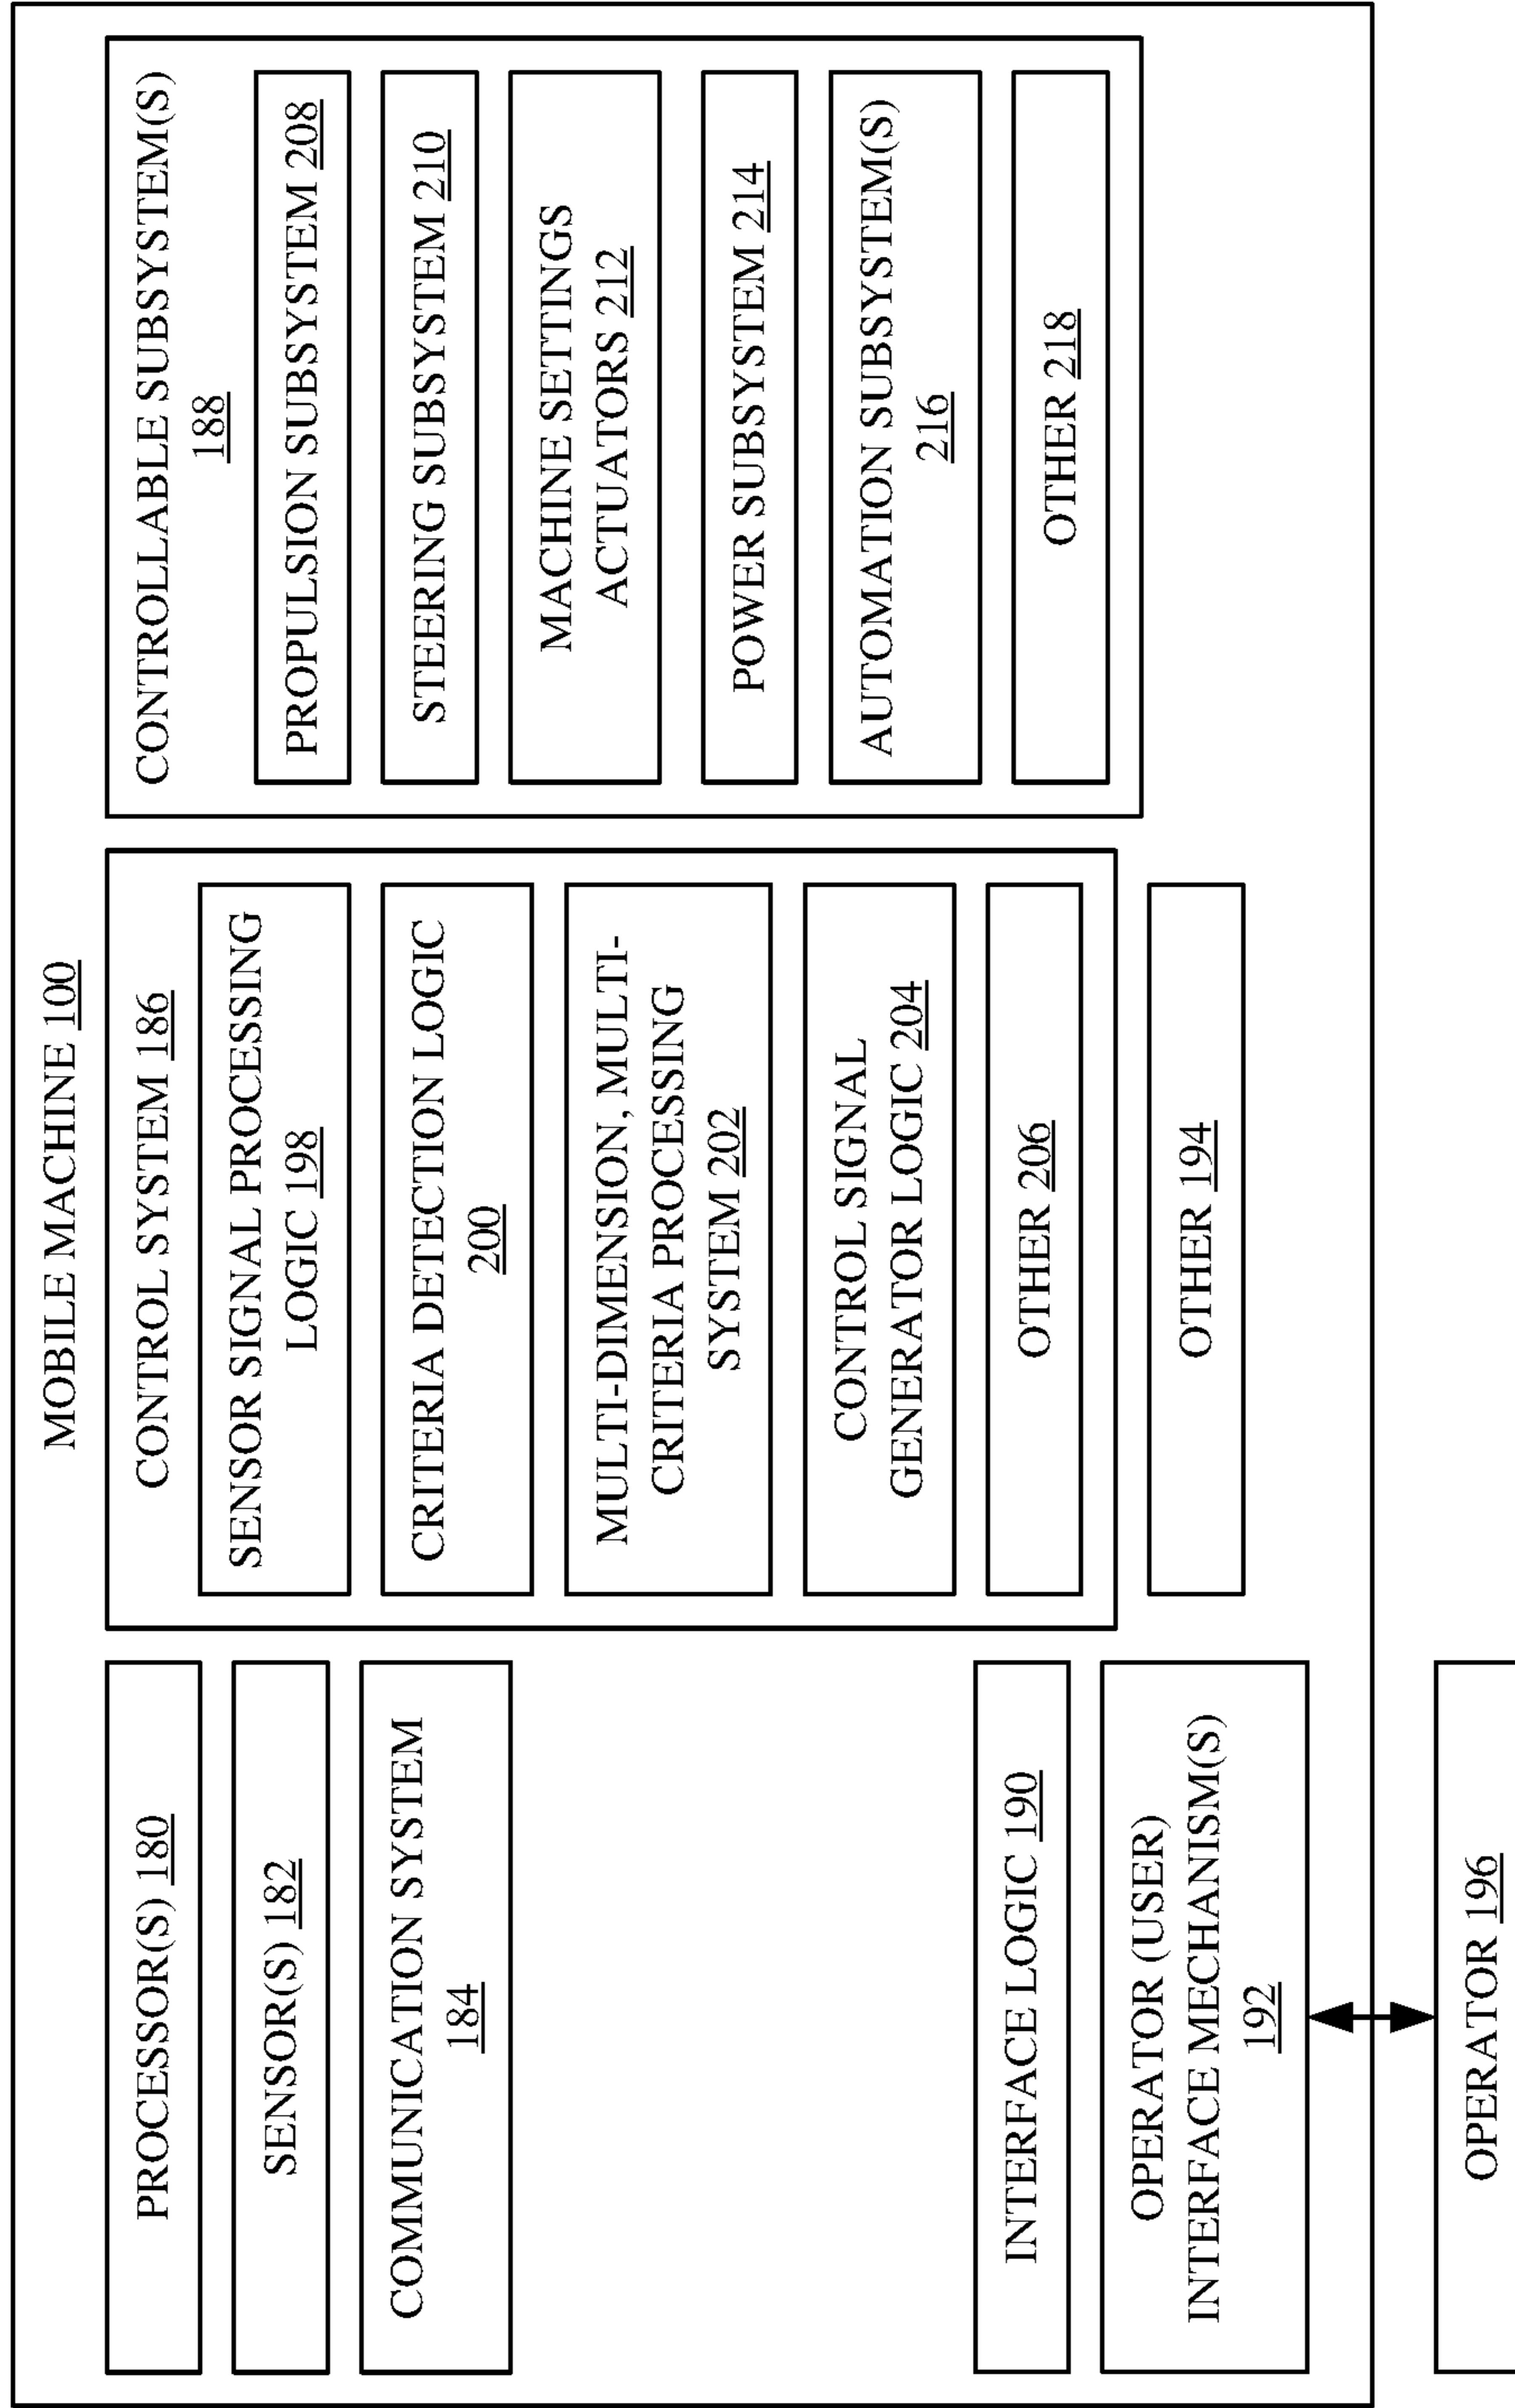 MOBILE MACHINE 100
PROCESSOR(S) 180
SENSOR(S) 182
COMMUNICATION SYSTEM
184
INTERFACE LOGIC 190
OPERATOR (USER)
INTERFACE MECHANISM(S)
192
OPERATOR 196
CONTROL SYSTEM 186
SENSOR SIGNAL PROCESSING
LOGIC 198
CRITERIA DETECTION LOGIC
200
MULTI-DIMENSION, MULTI-
CRITERIA PROCESSING
SYSTEM 202
CONTROL SIGNAL
GENERATOR LOGIC 204
OTHER 206
OTHER 194
CONTROLLABLE SUBSYSTEM(S)
188
PROPULSION SUBSYSTEM 208
STEERING SUBSYSTEM 210
MACHINE SETTINGS
ACTUATORS 212
POWER SUBSYSTEM 214
AUTOMATION SUBSYSTEM(S)
216
OTHER 218